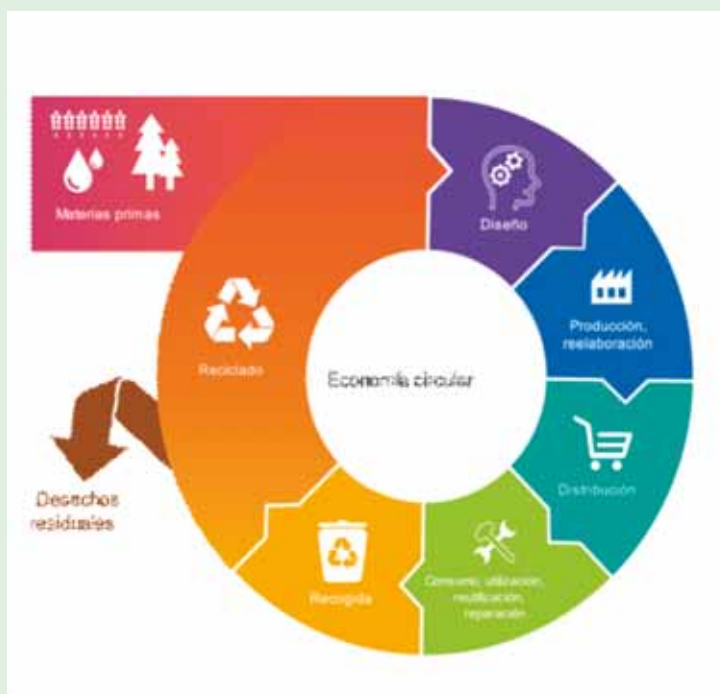 Materias primas
Diseño
Producción,
reelaboración
Reciclado
Economía circular
Distribución
Desechos
residuales
Consumo, utilización,
reutilización,
reparación
Recogida